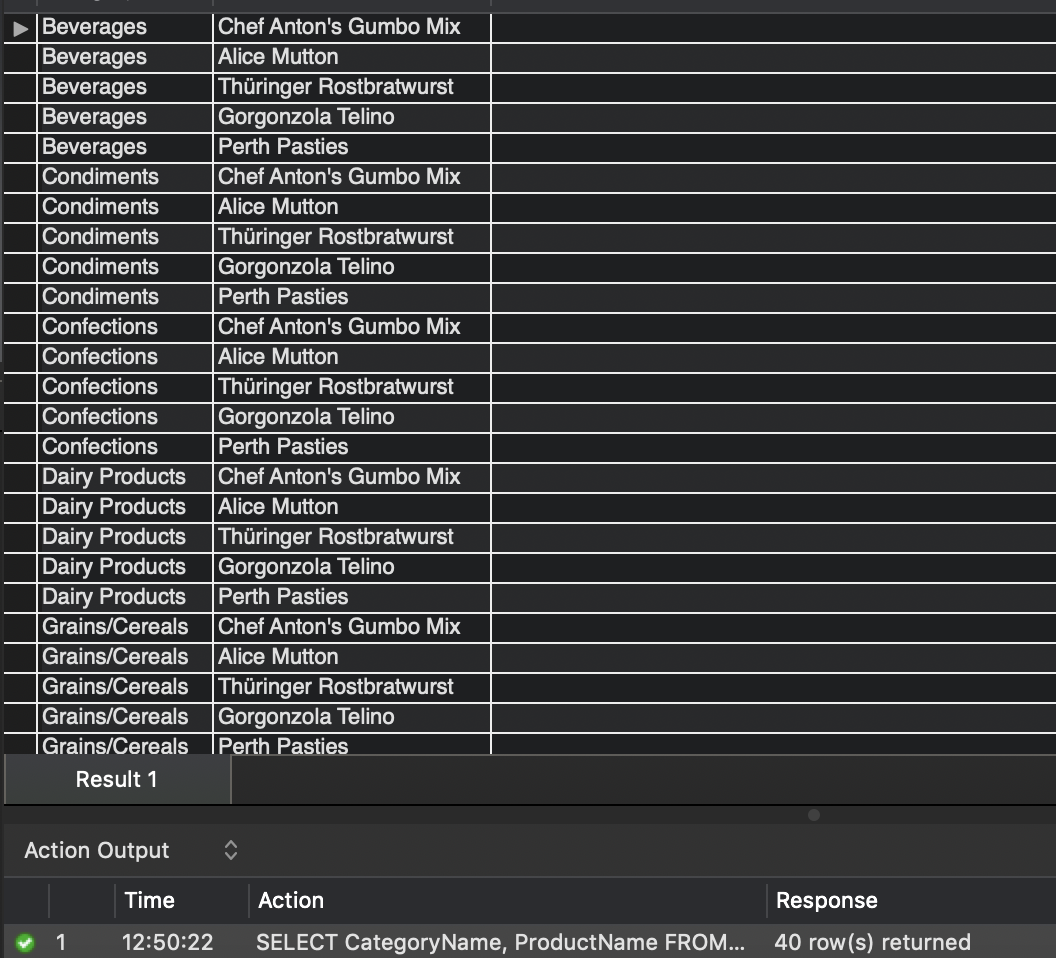 Beverages Chef Anton's Gumbo Mix
Beverages Alice Mutton
Beverages Thüringer Rostbratwurst
Beverages Gorgonzola Telino
Beverages Perth Pasties
Condiments Chef Anton's Gumbo Mix
Condiments Alice Mutton
Condiments Thüringer Rostbratwurst
Condiments Gorgonzola Telino
Condiments Perth Pasties
Confections Chef Anton's Gumbo Mix
Confections Alice Mutton
Confections Thüringer Rostbratwurst
Confections Gorgonzola Telino
Confections Perth Pasties
Dairy Products Chef Anton's Gumbo Mix
Dairy Products Alice Mutton
Dairy Products Thüringer Rostbratwurst
Dairy Products Gorgonzola Telino
Dairy Products Perth Pasties
Grains/Cereals Chef Anton's Gumbo Mix
Grains/Cereals Alice Mutton
Grains/Cereals Thüringer Rostbratwurst
Grains/Cereals Gorgonzola Telino
Grains/Cereals Perth Pasties
Result 1
Action Output
Time Action Response
1 12:50:22 SELECT CategoryName, ProductName FROM... 40 row(s) returned